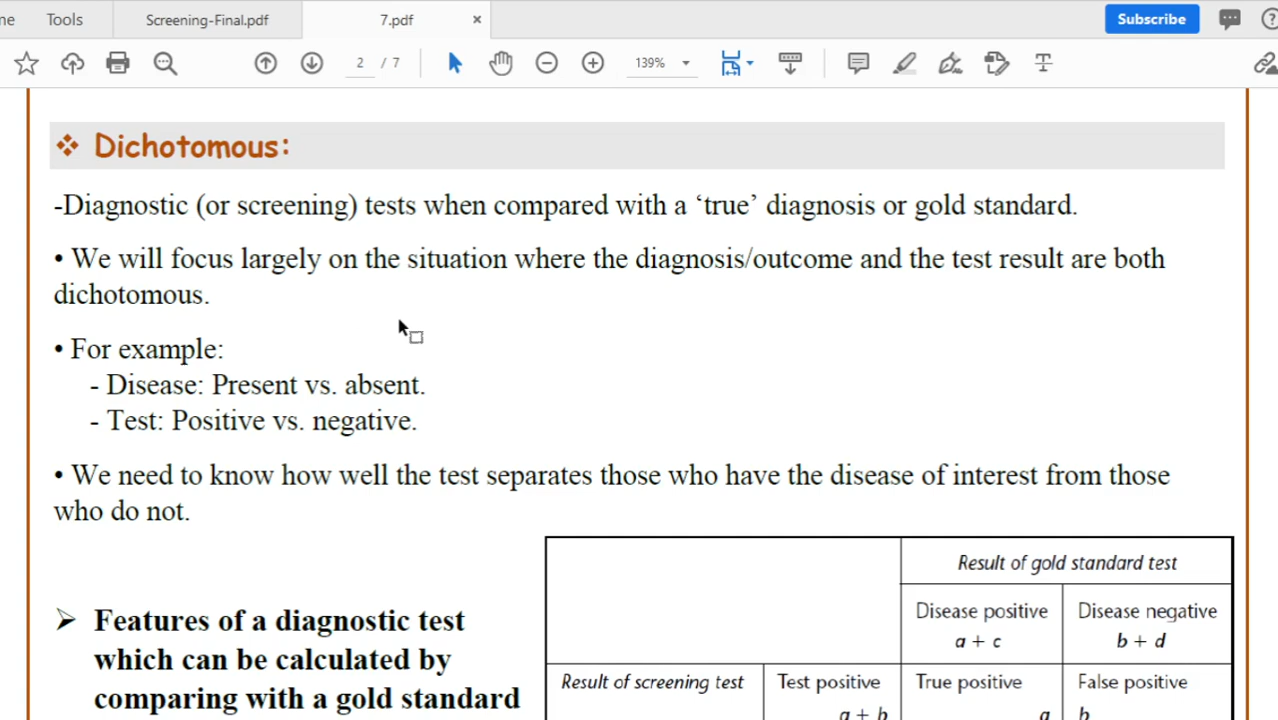 me Tools Screening-Final.pdf 7.pdf × Subscribe
2 / 7 139%
❖ Dichotomous:
-Diagnostic (or screening) tests when compared with a ‘true’ diagnosis or gold standard.
• We will focus largely on the situation where the diagnosis/outcome and the test result are both
dichotomous.
• For example:
- Disease: Present vs. absent.
- Test: Positive vs. negative.
• We need to know how well the test separates those who have the disease of interest from those
who do not.
➢ Features of a diagnostic test
which can be calculated by
comparing with a gold standard
Result of gold standard test
Disease positive Disease negative
a + c b + d
Result of screening test Test positive True positive False positive
a + b a b